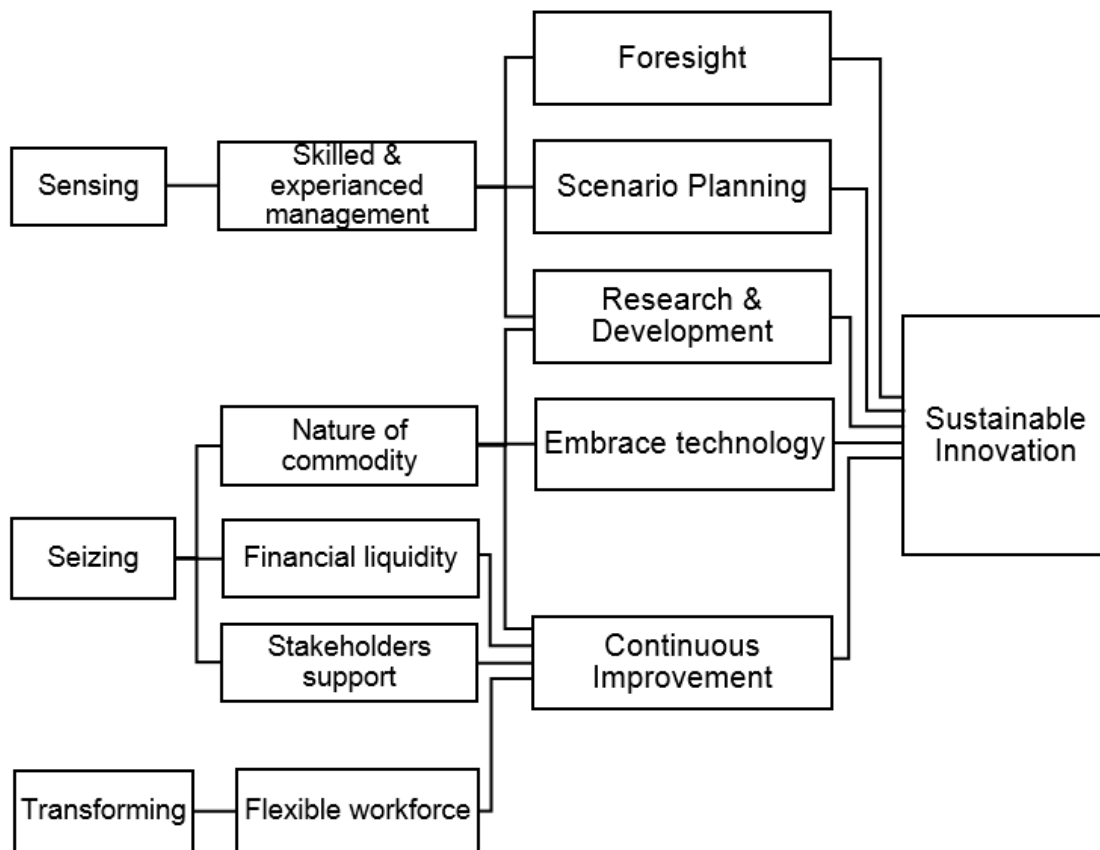 Foresight
Sensing
Skilled &
experianced
management
Scenario Planning
Research &
Development
Sustainable
Innovation
Nature of
commodity
Embrace technology
Seizing
Financial liquidity
Stakeholders
support
Continuous
Improvement
Transforming
Flexible workforce